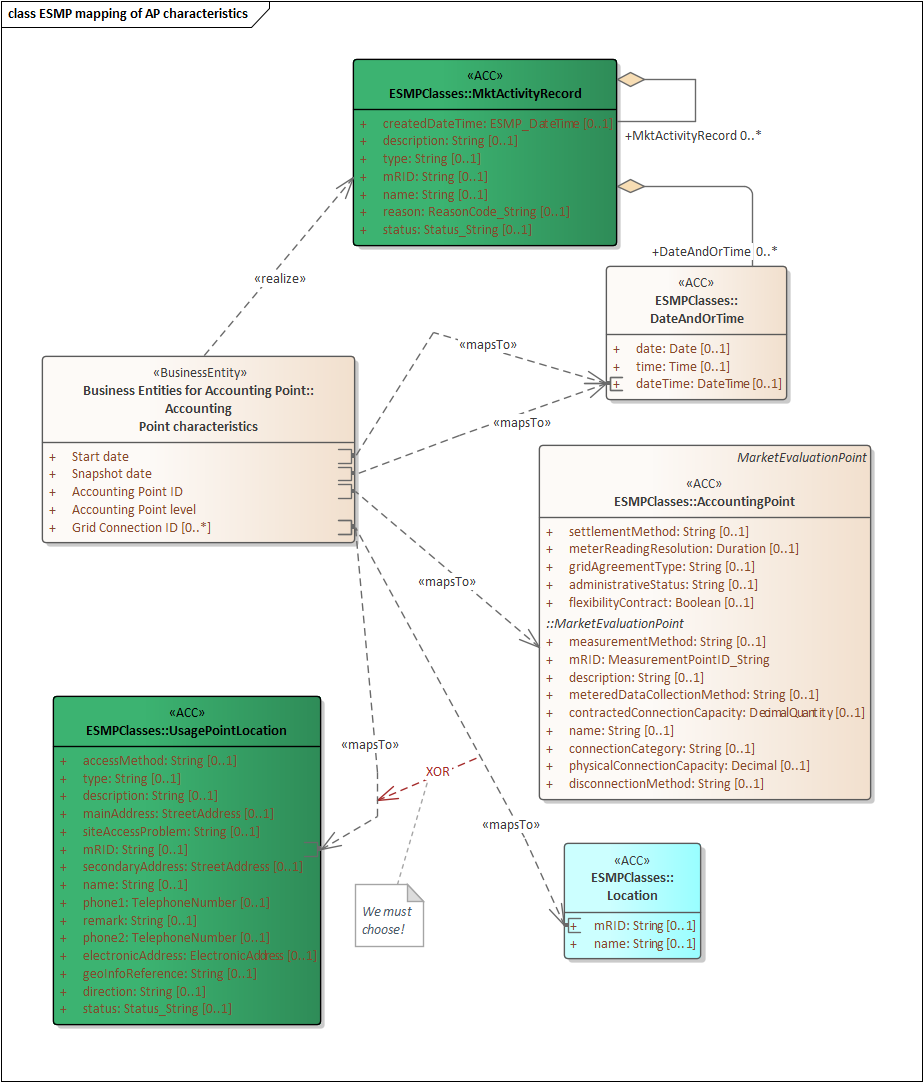 class ESMP mapping of AP characteristics
«ACC»
ESMPClasses::MktActivityRecord
+ createdDateTime: ESMP_DateTime [0..1]
+ description: String [0..1]
+ type: String [0..1]
+ mRID: String [0..1]
+ name: String [0..1]
+ reason: ReasonCode_String [0..1]
+ status: Status_String [0..1]
+MktActivityRecord 0..*
+DateAndOrTime 0..*
«realize»
«ACC»
ESMPClasses::
DateAndOrTime
+ date: Date [0..1]
+ time: Time [0..1]
+ dateTime: DateTime [0..1]
«mapsTo»
«mapsTo»
«BusinessEntity»
Business Entities for Accounting Point::
Accounting
Point characteristics
+ Start date
+ Snapshot date
+ Accounting Point ID
+ Accounting Point level
+ Grid Connection ID [0..*]
MarketEvaluationPoint
«ACC»
ESMPClasses::AccountingPoint
+ settlementMethod: String [0..1]
+ meterReadingResolution: Duration [0..1]
+ gridAgreementType: String [0..1]
+ administrativeStatus: String [0..1]
+ flexibilityContract: Boolean [0..1]
::MarketEvaluationPoint
+ measurementMethod: String [0..1]
+ mRID: MeasurementPointID_String
+ description: String [0..1]
+ meteredDataCollectionMethod: String [0..1]
+ contractedConnectionCapacity: DecimalQuantity [0..1]
+ name: String [0..1]
+ connectionCategory: String [0..1]
+ physicalConnectionCapacity: Decimal [0..1]
+ disconnectionMethod: String [0..1]
«mapsTo»
«ACC»
ESMPClasses::UsagePointLocation
+ accessMethod: String [0..1]
+ type: String [0..1]
+ description: String [0..1]
+ mainAddress: StreetAddress [0..1]
+ siteAccessProblem: String [0..1]
+ mRID: String [0..1]
+ secondaryAddress: StreetAddress [0..1]
+ name: String [0..1]
+ phone1: TelephoneNumber [0..1]
+ remark: String [0..1]
+ phone2: TelephoneNumber [0..1]
+ electronicAddress: ElectronicAddress [0..1]
+ geoInfoReference: String [0..1]
+ direction: String [0..1]
+ status: Status_String [0..1]
«mapsTo»
XOR
«mapsTo»
We must
choose!
«ACC»
ESMPClasses::
Location
+ mRID: String [0..1]
+ name: String [0..1]